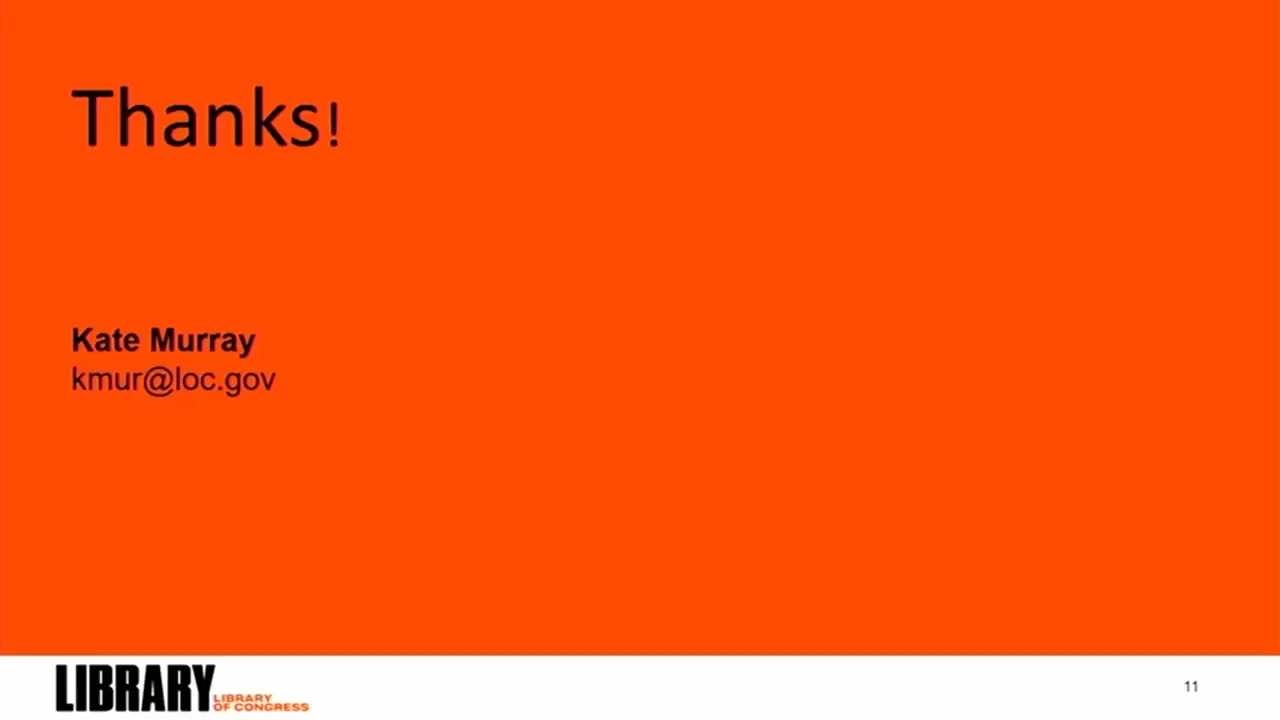 Thanks!
Kate Murray
kmur@loc.gov
LIBRARY
LIBRARY
OF CONGRESS
11